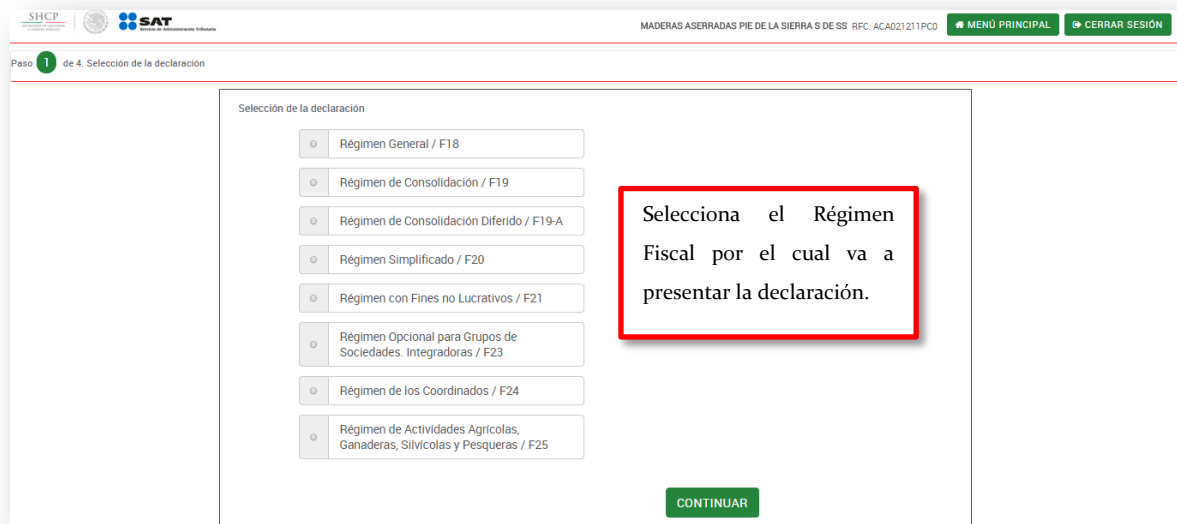 SHCP
SAT
Servicio de Administración Tributaria
MADERAS ASERRADAS PIE DE LA SIERRA S DE SS RFC: ACA021211PC0
MENÚ PRINCIPAL
CERRAR SESIÓN
Paso 1 de 4. Selección de la declaración
Selección de la declaración
Régimen General / F18
Régimen de Consolidación / F19
Régimen de Consolidación Diferido / F19-A
Régimen Simplificado / F20
Régimen con Fines no Lucrativos / F21
Régimen Opcional para Grupos de
Sociedades. Integradoras / F23
Régimen de los Coordinados / F24
Régimen de Actividades Agrícolas,
Ganaderas, Silvícolas y Pesqueras / F25
Selecciona el Régimen
Fiscal por el cual va a
presentar la declaración.
CONTINUAR